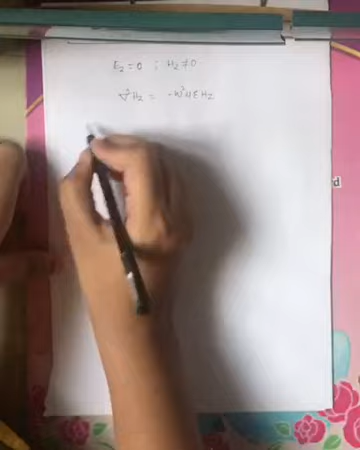 E_z = 0 ; H_z ≠ 0
∇²H_z = -ω²μεH_z
d